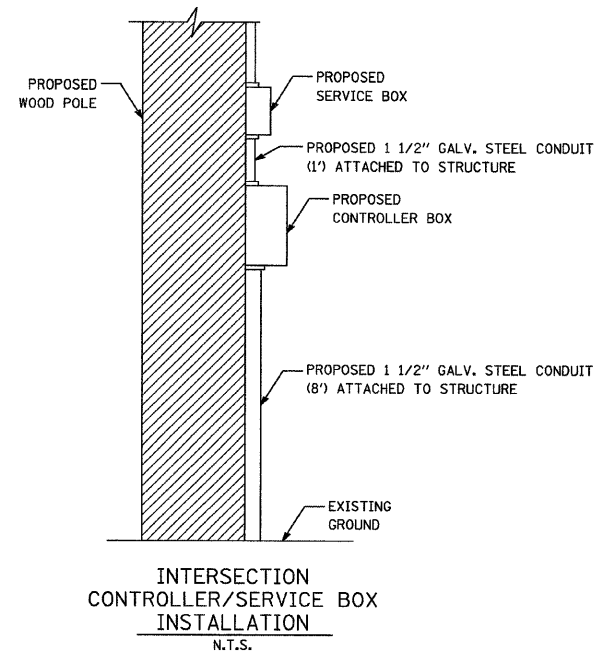 PROPOSED
WOOD POLE
PROPOSED
SERVICE BOX
PROPOSED 1 1/2" GALV. STEEL CONDUIT
(1') ATTACHED TO STRUCTURE
PROPOSED
CONTROLLER BOX
PROPOSED 1 1/2" GALV. STEEL CONDUIT
(8') ATTACHED TO STRUCTURE
EXISTING
GROUND
INTERSECTION
CONTROLLER/SERVICE BOX
INSTALLATION
N.T.S.